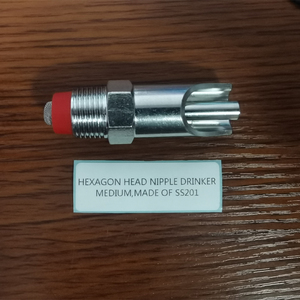 HEXAGON HEAD NIPPLE DRINKER
MEDIUM,MADE OF SS201